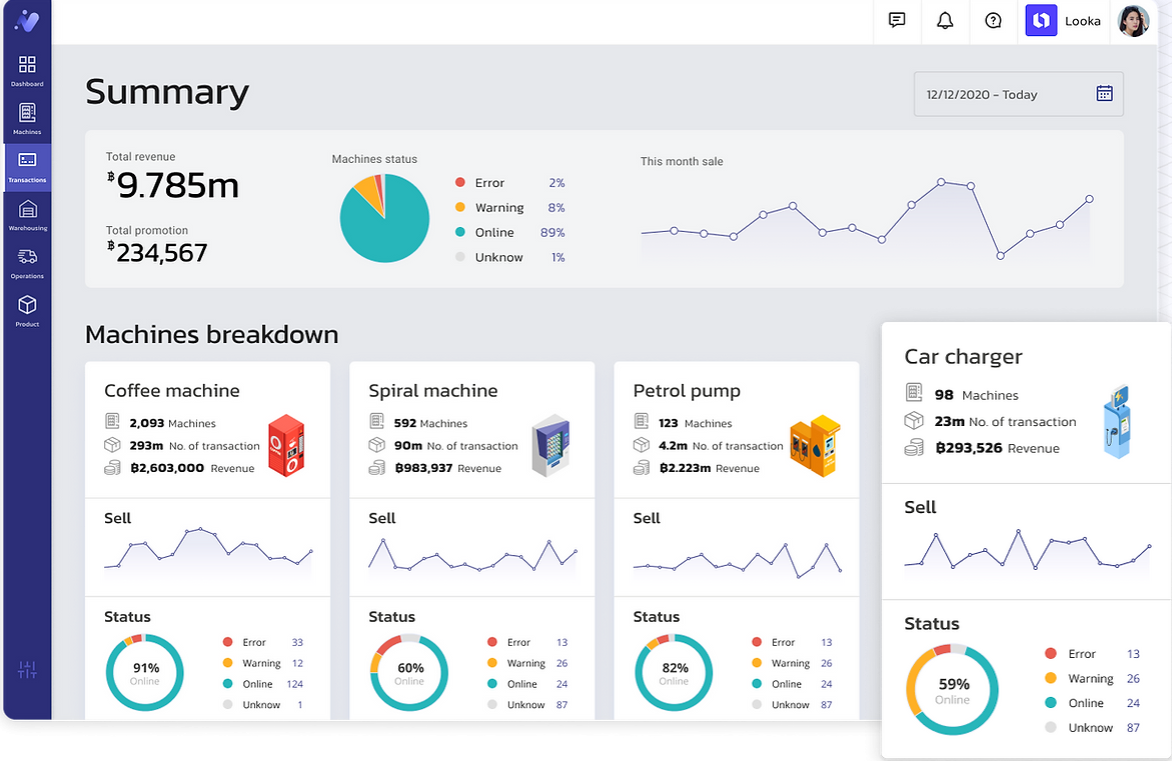 Looka
Dashboard
Machines
Transactions
Warehousing
Operations
Product
Summary
12/12/2020 - Today
Total revenue
฿9.785m
Total promotion
฿234,567
Machines status
Error 2%
Warning 8%
Online 89%
Unknow 1%
This month sale
Machines breakdown
Coffee machine
2,093 Machines
293m No. of transaction
฿2,603,000 Revenue
Sell
Status
91%
Online
Error 33
Warning 12
Online 124
Unknow 1
Spiral machine
592 Machines
90m No. of transaction
฿983,937 Revenue
Sell
Status
60%
Online
Error 13
Warning 26
Online 24
Unknow 87
Petrol pump
123 Machines
4.2m No. of transaction
฿2.223m Revenue
Sell
Status
82%
Online
Error 13
Warning 26
Online 24
Unknow 87
Car charger
98 Machines
23m No. of transaction
฿293,526 Revenue
Sell
Status
59%
Online
Error 13
Warning 26
Online 24
Unknow 87